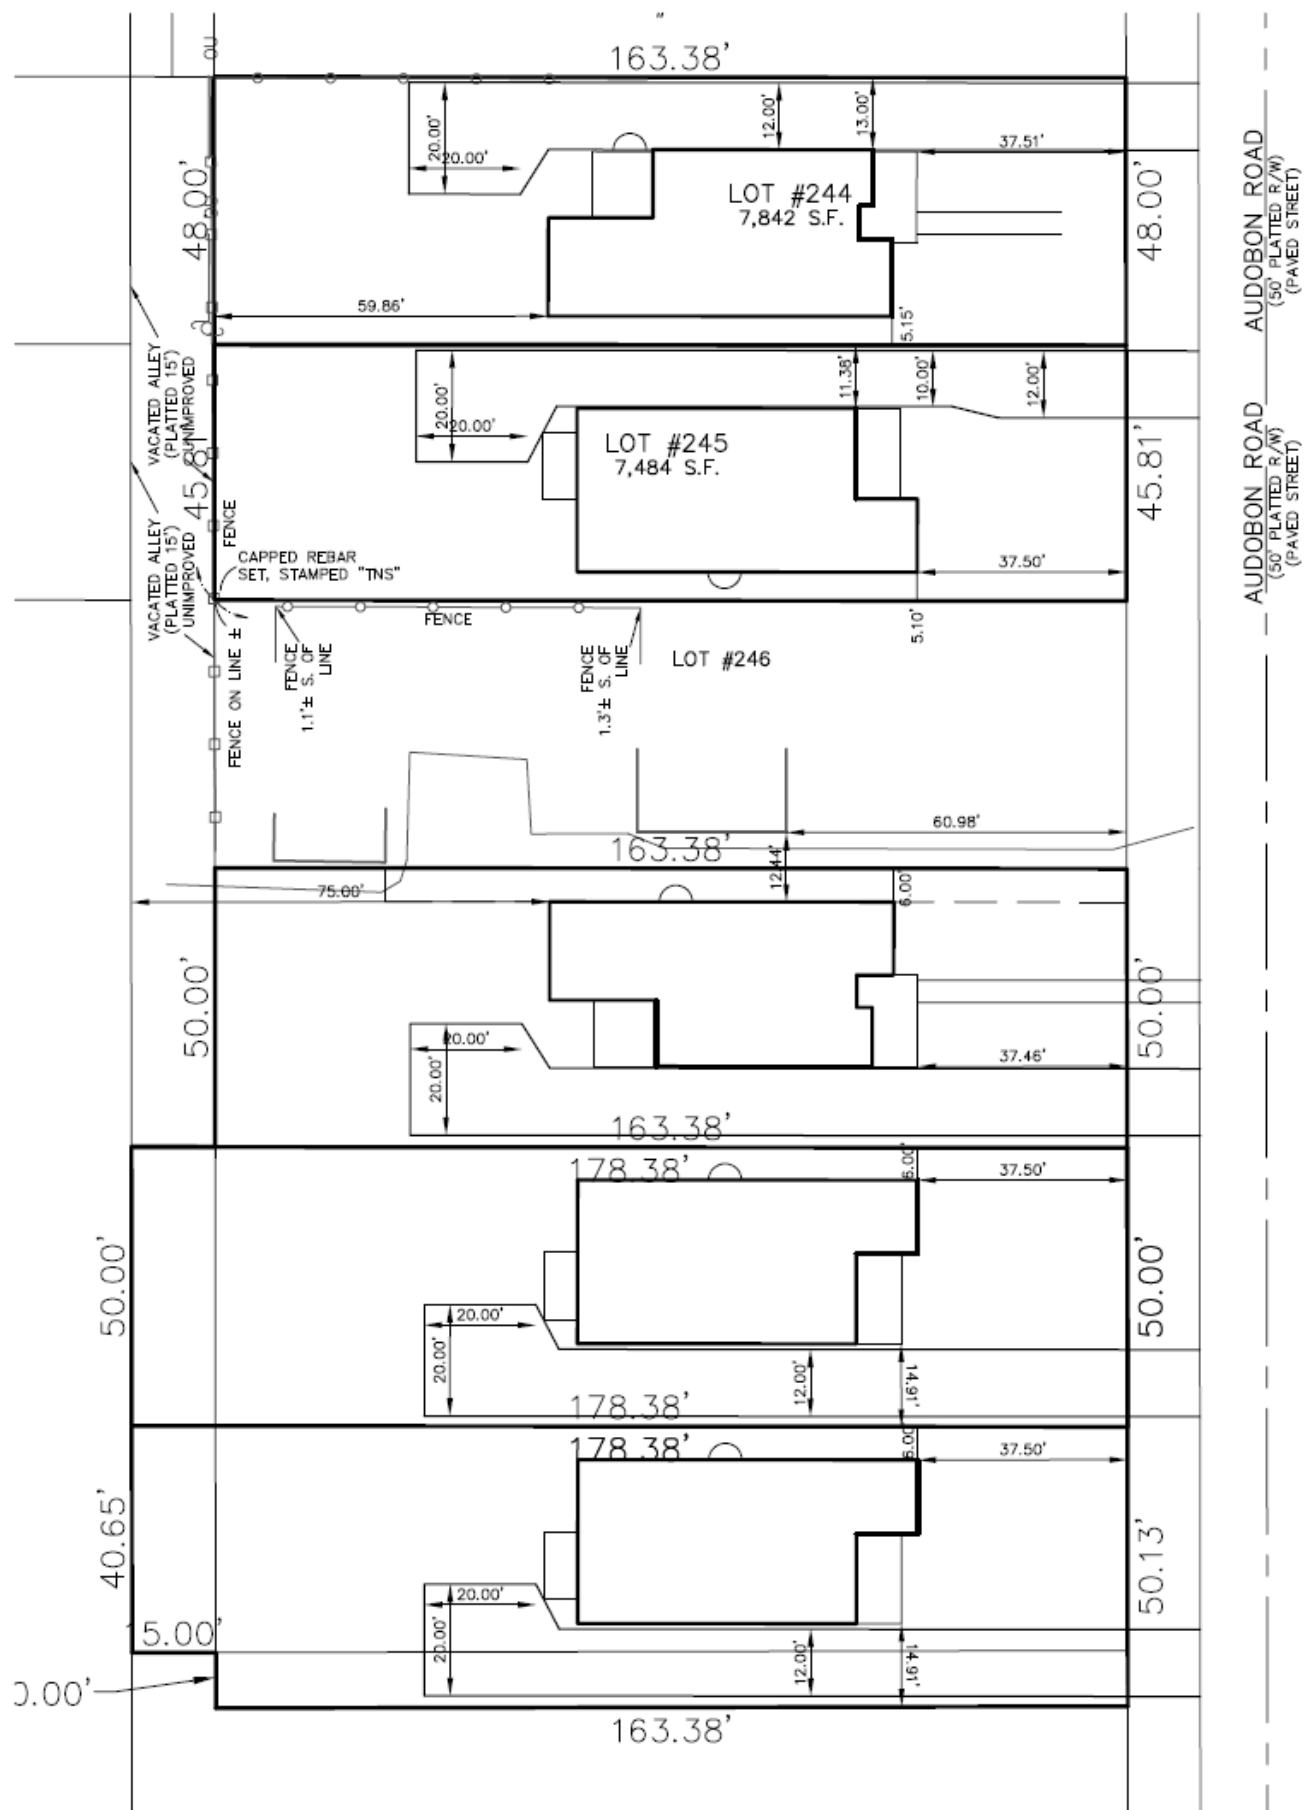 163.38'
20.00'
20.00'
12.00'
13.00'
37.51'
LOT #244
7,842 S.F.
48.00'
48.00'
59.86'
5.15'
AUDOBON ROAD
(50' PLATTED R/W)
(PAVED STREET)
VACATED ALLEY
(PLATTED 15')
UNIMPROVED
20.00'
20.00'
11.38'
10.00'
12.00'
LOT #245
7,484 S.F.
45.81'
45.81'
FENCE
AUDOBON ROAD
(50' PLATTED R/W)
(PAVED STREET)
VACATED ALLEY
(PLATTED 15')
UNIMPROVED
CAPPED REBAR
SET, STAMPED "TNS"
37.50'
5.10'
FENCE
FENCE ON LINE ±
FENCE
1.1'± S. OF
LINE
FENCE
1.3'± S. OF
LINE
LOT #246
60.98'
163.38'
12.44'
75.00'
6.00'
50.00'
50.00'
20.00'
20.00'
37.46'
163.38'
178.38'
6.00'
37.50'
50.00'
50.00'
20.00'
20.00'
12.00'
14.91'
178.38'
178.38'
6.00'
37.50'
40.65'
50.13'
20.00'
20.00'
12.00'
14.91'
5.00'
0.00'
163.38'